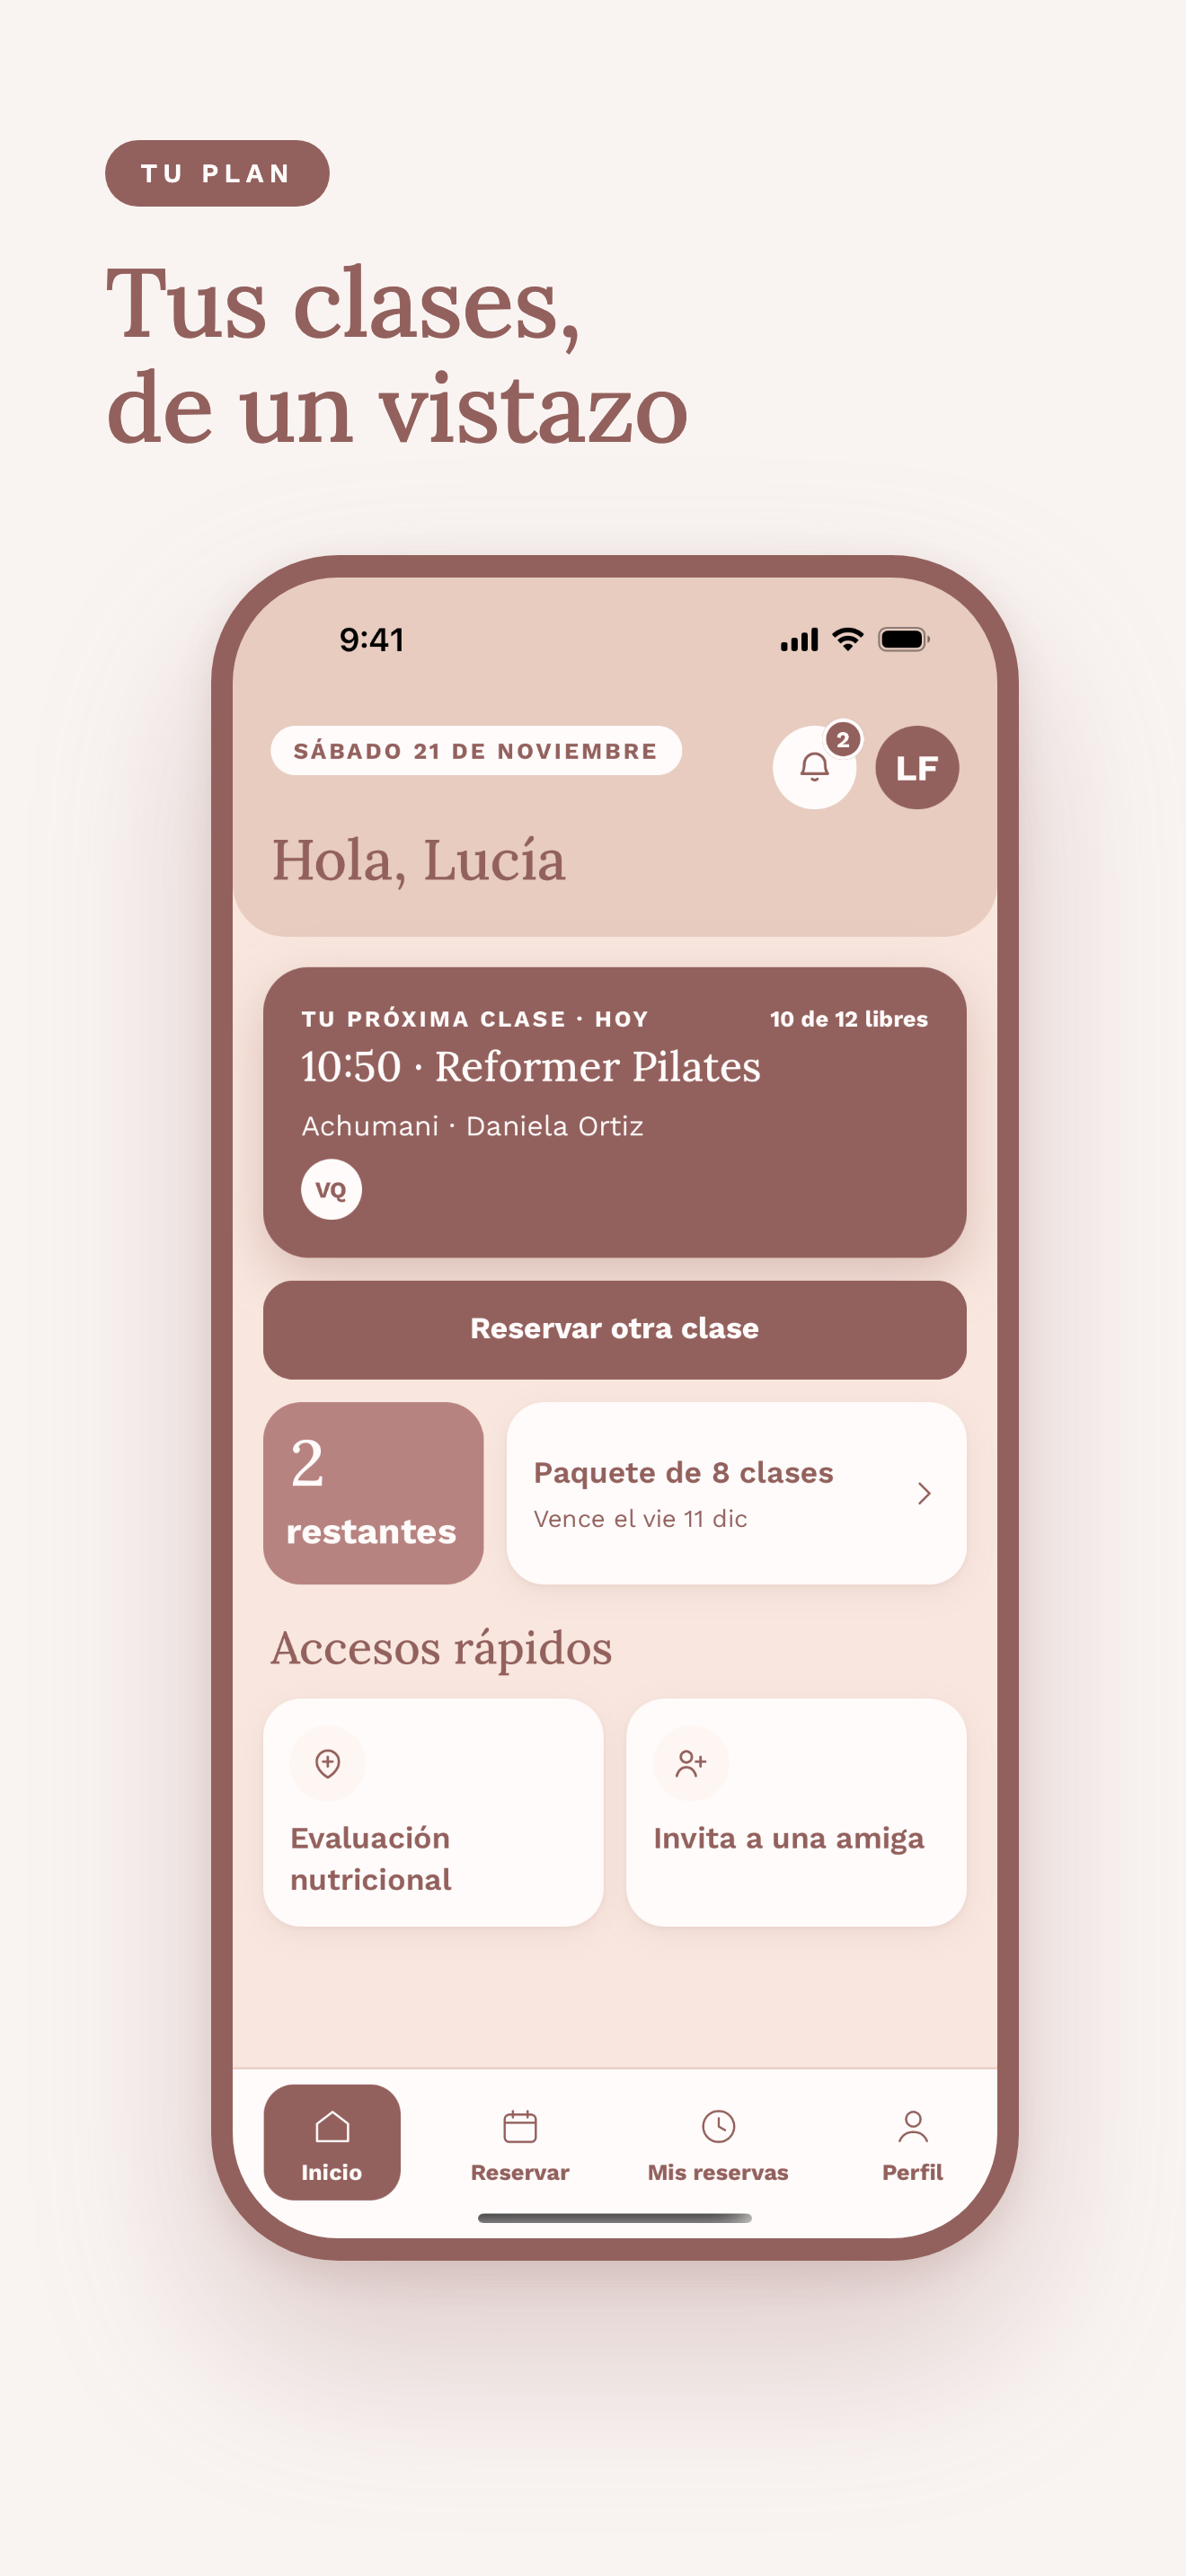 TU PLAN
Tus clases,
de un vistazo
9:41
SÁBADO 21 DE NOVIEMBRE
2
LF
Hola, Lucía
TU PRÓXIMA CLASE · HOY
10 de 12 libres
10:50 · Reformer Pilates
Achumani · Daniela Ortiz
VQ
Reservar otra clase
2
restantes
Paquete de 8 clases
Vence el vie 11 dic
Accesos rápidos
Evaluación
nutricional
Invita a una amiga
Inicio
Reservar
Mis reservas
Perfil